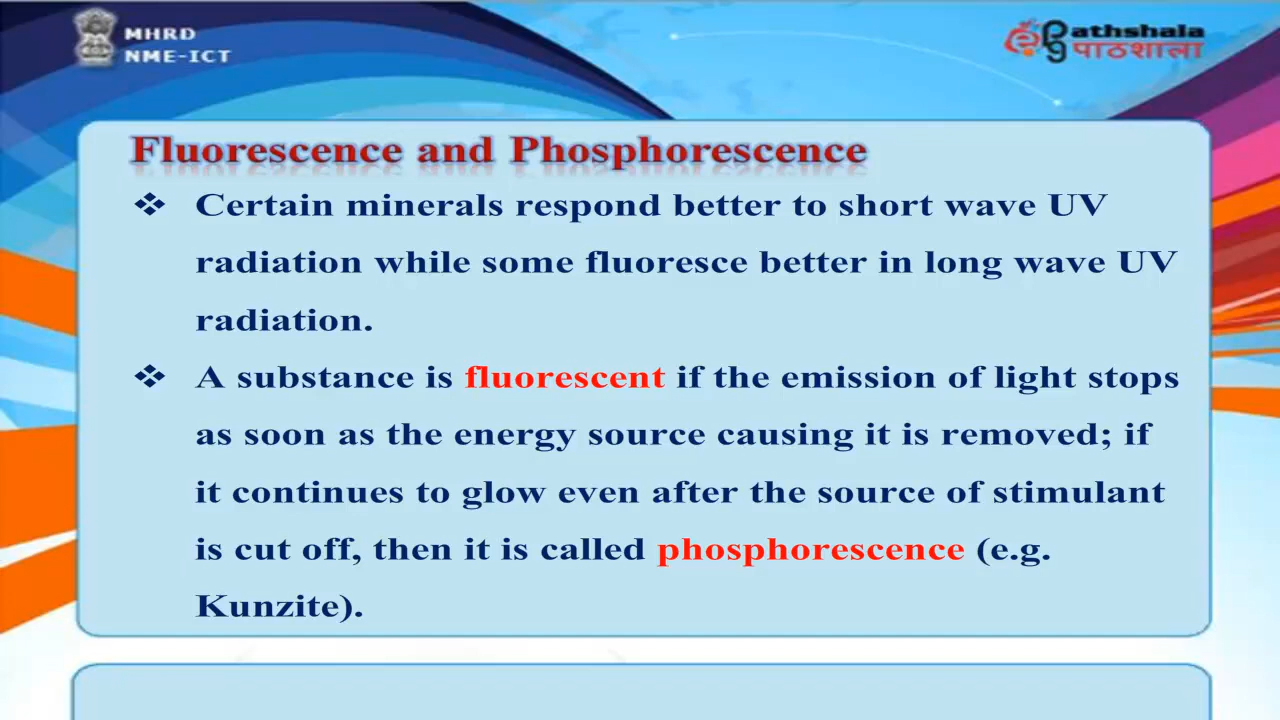 MHRD
NME-ICT
ePG athshala
पाठशाला
Fluorescence and Phosphorescence
❖ Certain minerals respond better to short wave UV
radiation while some fluoresce better in long wave UV
radiation.
❖ A substance is fluorescent if the emission of light stops
as soon as the energy source causing it is removed; if
it continues to glow even after the source of stimulant
is cut off, then it is called phosphorescence (e.g.
Kunzite).